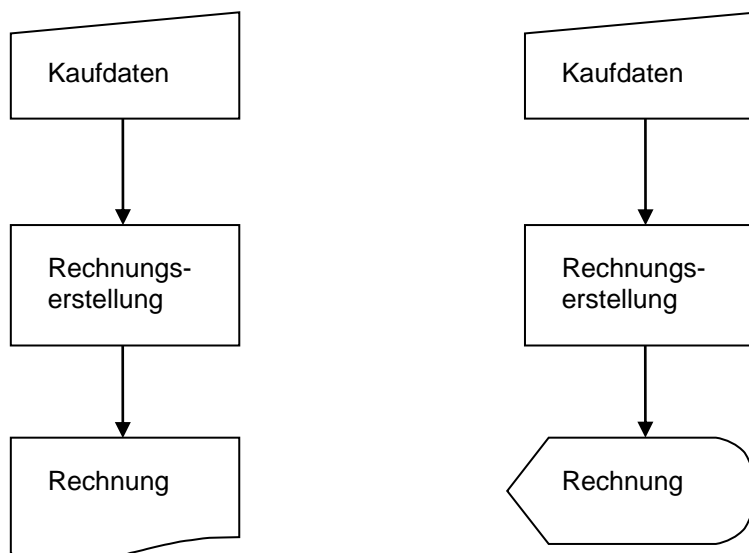 Kaufdaten
Rechnungs-
erstellung
Rechnung
Kaufdaten
Rechnungs-
erstellung
Rechnung